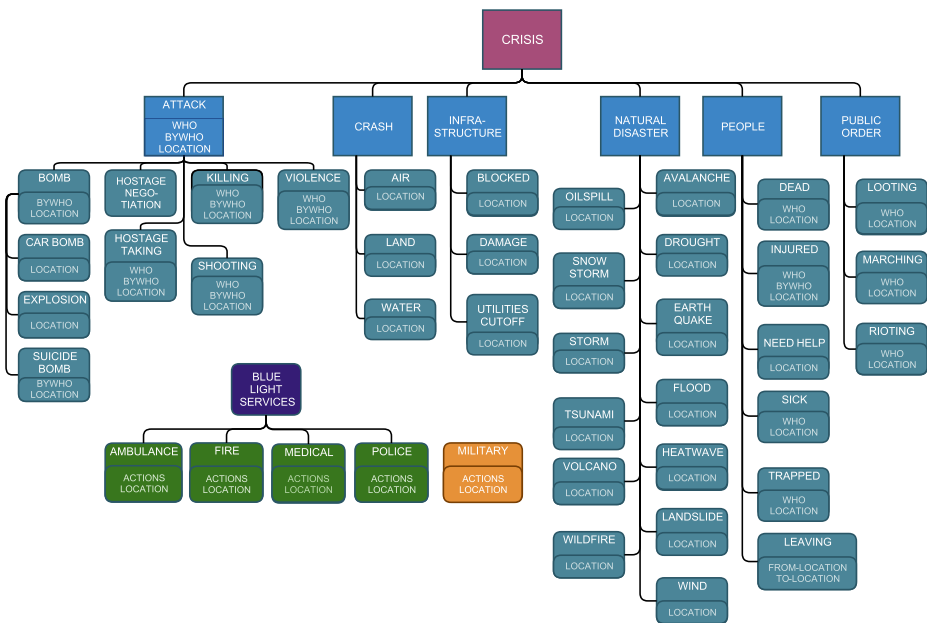 CRISIS
ATTACK
WHO
BYWHO
LOCATION
CRASH
INFRA-
STRUCTURE
NATURAL
DISASTER
PEOPLE
PUBLIC
ORDER
BOMB
BYWHO
LOCATION
CAR BOMB
LOCATION
EXPLOSION
LOCATION
SUICIDE
BOMB
BYWHO
LOCATION
HOSTAGE
NEGO-
TIATION
HOSTAGE
TAKING
WHO
BYWHO
LOCATION
KILLING
WHO
BYWHO
LOCATION
SHOOTING
WHO
BYWHO
LOCATION
VIOLENCE
WHO
BYWHO
LOCATION
AIR
LOCATION
LAND
LOCATION
WATER
LOCATION
BLOCKED
LOCATION
DAMAGE
LOCATION
UTILITIES
CUTOFF
LOCATION
OILSPILL
LOCATION
SNOW
STORM
LOCATION
STORM
LOCATION
TSUNAMI
LOCATION
VOLCANO
LOCATION
WILDFIRE
LOCATION
AVALANCHE
LOCATION
DROUGHT
LOCATION
EARTH
QUAKE
LOCATION
FLOOD
LOCATION
HEATWAVE
LOCATION
LANDSLIDE
LOCATION
WIND
LOCATION
DEAD
WHO
LOCATION
INJURED
WHO
BYWHO
LOCATION
NEED HELP
LOCATION
SICK
WHO
LOCATION
TRAPPED
WHO
LOCATION
LEAVING
FROM-LOCATION
TO-LOCATION
LOOTING
WHO
LOCATION
MARCHING
WHO
LOCATION
RIOTING
WHO
LOCATION
BLUE
LIGHT
SERVICES
AMBULANCE
ACTIONS
LOCATION
FIRE
ACTIONS
LOCATION
MEDICAL
ACTIONS
LOCATION
POLICE
ACTIONS
LOCATION
MILITARY
ACTIONS
LOCATION